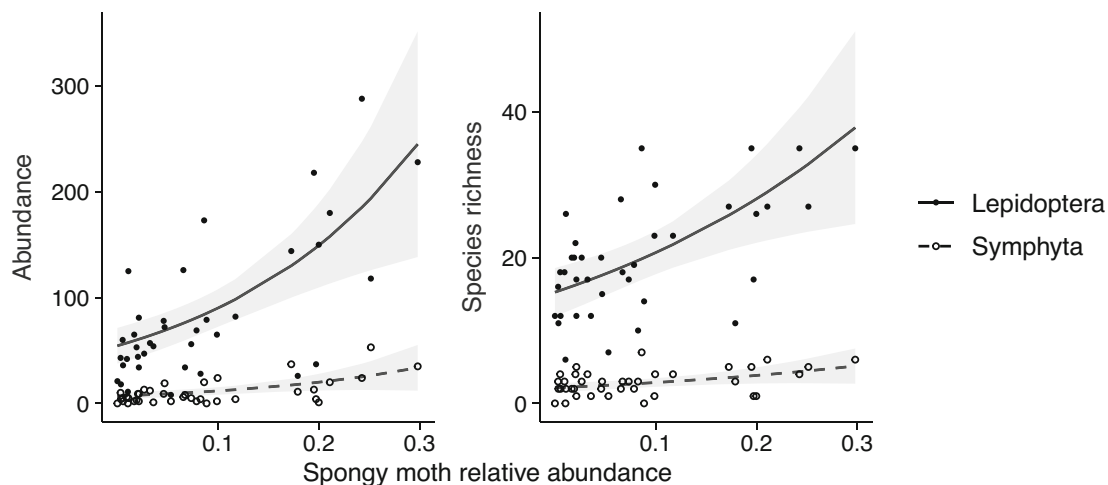 Abundance
300
200
100
0
0.1 0.2 0.3
Species richness
40
20
0
0.1 0.2 0.3
Spongy moth relative abundance
Lepidoptera
Symphyta